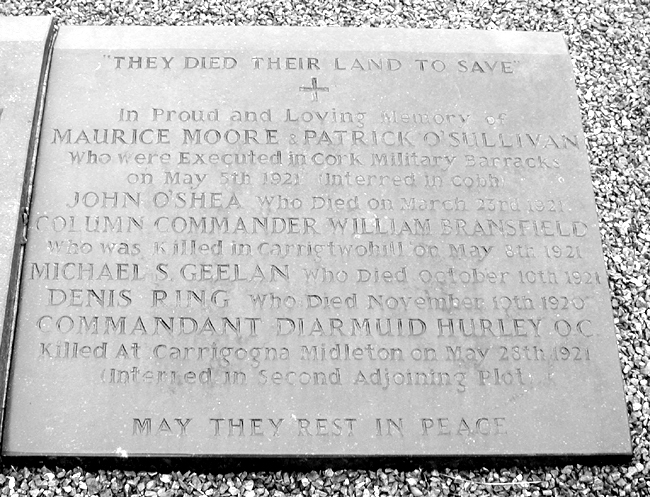 "THEY DIED THEIR LAND TO SAVE"
In Proud and Loving Memory of
MAURICE MOORE & PATRICK O'SULLIVAN
Who were Executed in Cork Military Barracks
on May 5th 1921 (Interred in Cobh)
JOHN O'SHEA Who Died on March 23rd 1921
COLUMN COMMANDER WILLIAM BRANSFIELD
Who was Killed in Carrigtwohill on May 8th 1921
MICHAEL S. GEELAN Who Died October 10th 1921
DENIS RING Who Died November 10th 1920
COMMANDANT DIARMUID HURLEY O.C.
Killed At Carrigogna Midleton on May 28th 1921
(Interred in Second Adjoining Plot)
MAY THEY REST IN PEACE